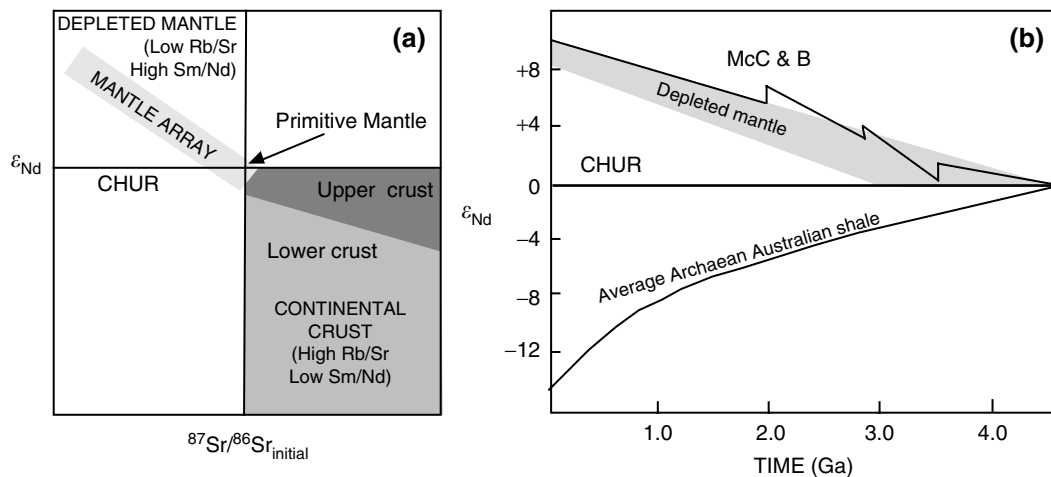 DEPLETED MANTLE
(Low Rb/Sr
High Sm/Nd)
(a)
MANTLE ARRAY
Primitive Mantle
εNd
CHUR
Upper crust
Lower crust
CONTINENTAL
CRUST
(High Rb/Sr
Low Sm/Nd)
87Sr/86Srinitial
(b)
McC & B
+8
Depleted mantle
+4
CHUR
0
εNd
−4
Average Archaean Australian shale
−8
−12
1.0 2.0 3.0 4.0
TIME (Ga)